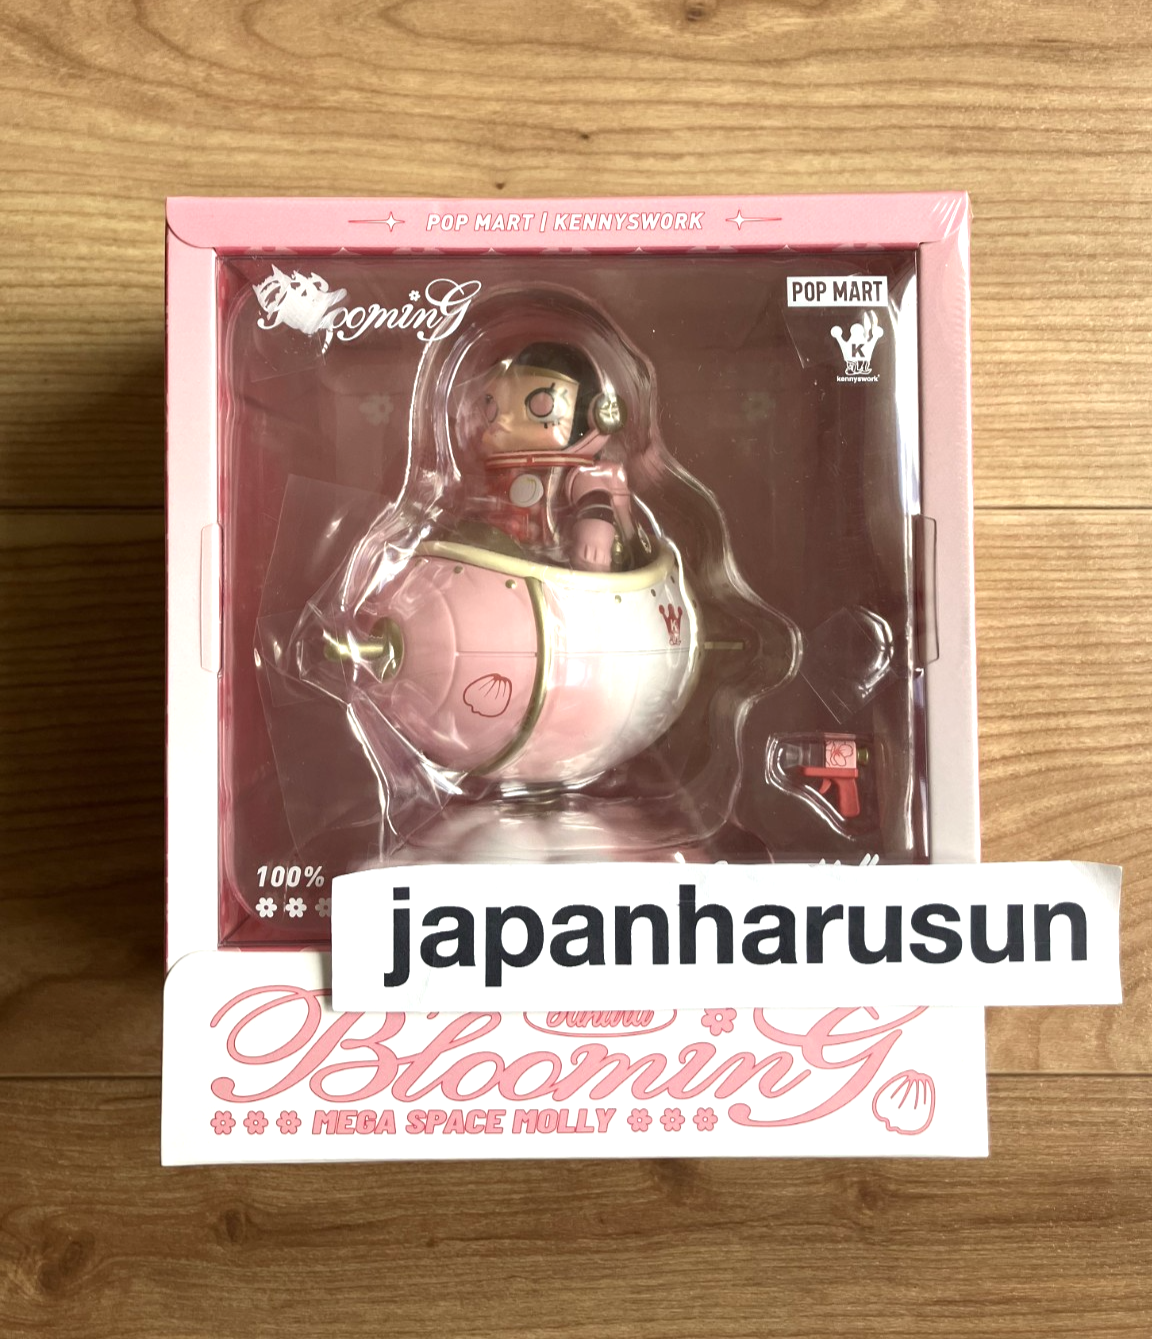 POP MART | KENNYSWORK
BloominG
POP MART
K
kennyswork
100%
japanharusun
BloominG
MEGA SPACE MOLLY